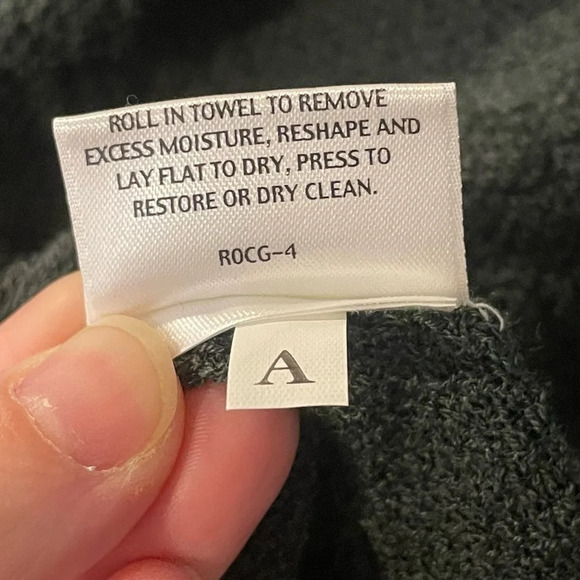 ROLL IN TOWEL TO REMOVE
EXCESS MOISTURE, RESHAPE AND
LAY FLAT TO DRY, PRESS TO
RESTORE OR DRY CLEAN.
R0CG-4
A